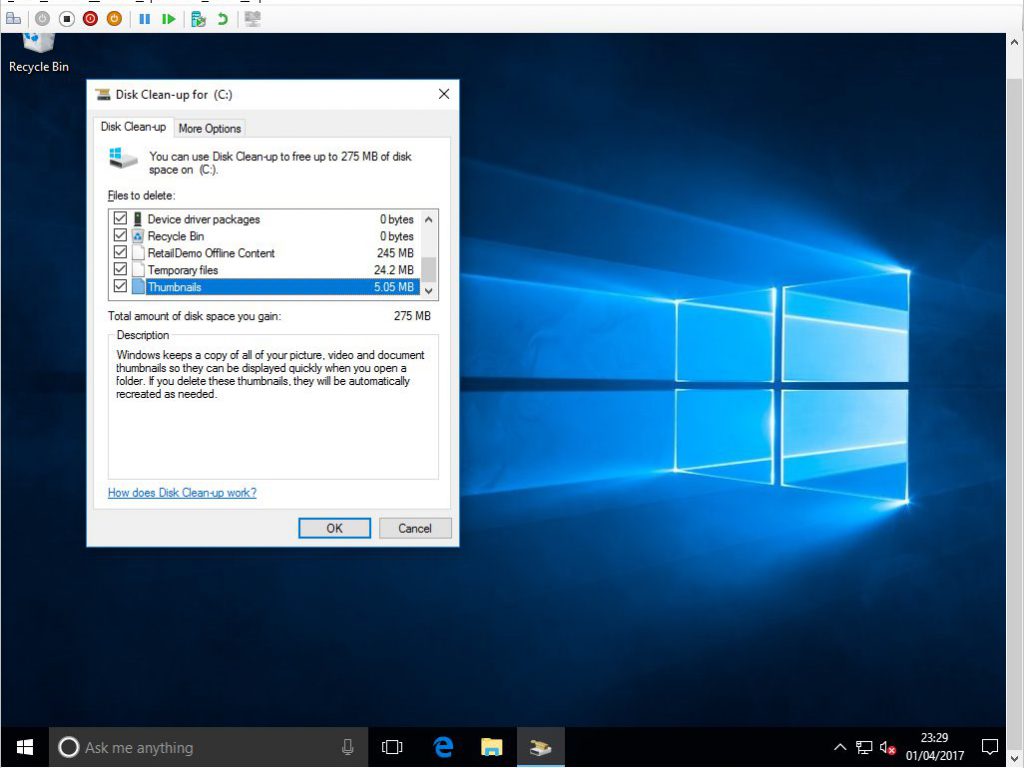 Recycle Bin
Disk Clean-up for (C:)
Disk Clean-up More Options
You can use Disk Clean-up to free up to 275 MB of disk
space on (C:).
Files to delete:
Device driver packages 0 bytes
Recycle Bin 0 bytes
RetailDemo Offline Content 245 MB
Temporary files 24.2 MB
Thumbnails 5.05 MB
Total amount of disk space you gain: 275 MB
Description
Windows keeps a copy of all of your picture, video and document
thumbnails so they can be displayed quickly when you open a
folder. If you delete these thumbnails, they will be automatically
recreated as needed.
How does Disk Clean-up work?
OK Cancel
Ask me anything
23:29
01/04/2017